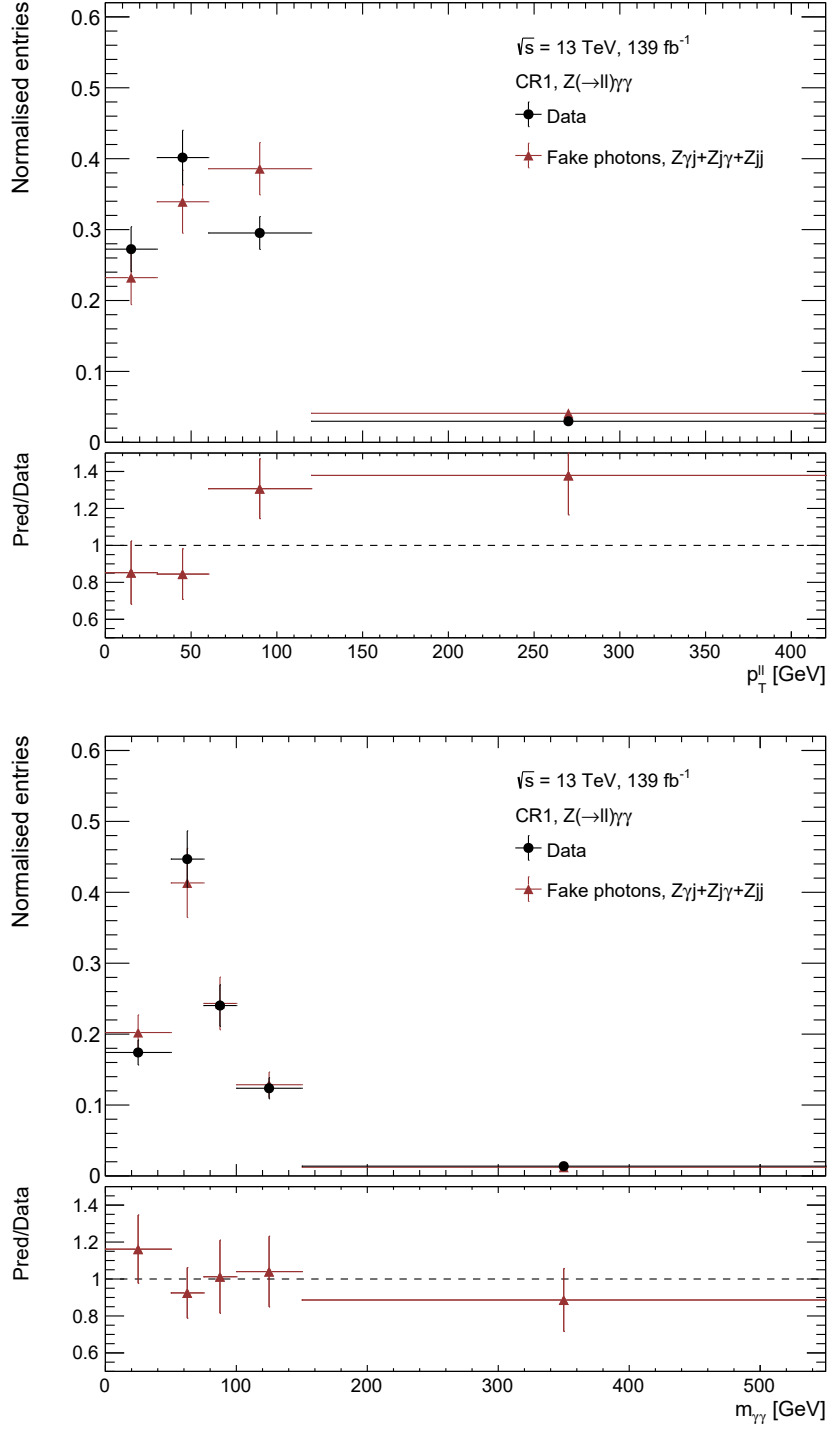 Normalised entries
0.6
0.5
0.4
0.3
0.2
0.1
0
√s = 13 TeV, 139 fb⁻¹
CR1, Z(→ll)γγ
Data
Fake photons, Zγj+Zjγ+Zjj
Pred/Data
1.4
1.2
1
0.8
0.6
0 50 100 150 200 250 300 350 400
p_T^ll [GeV]
Normalised entries
0.6
0.5
0.4
0.3
0.2
0.1
0
√s = 13 TeV, 139 fb⁻¹
CR1, Z(→ll)γγ
Data
Fake photons, Zγj+Zjγ+Zjj
Pred/Data
1.4
1.2
1
0.8
0.6
0 100 200 300 400 500
m_γγ [GeV]